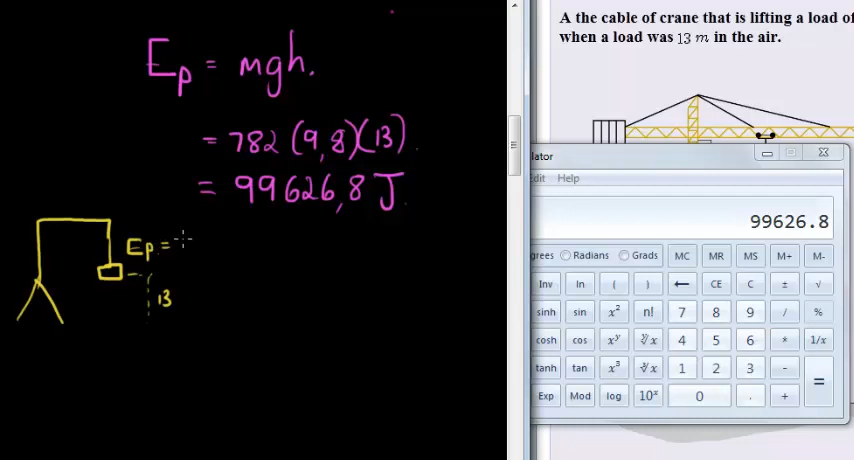 Ep = mgh.
= 782 (9,8)(13).
= 99626,8 J.
Ep. =
13
A the cable of crane that is lifting a load of
when a load was 13 m in the air.
lator
dit Help
99626.8
grees Radians Grads MC MR MS M+ M-
Inv ln ( ) ← CE C ± √
sinh sin x² n! 7 8 9 / %
cosh cos xʸ ʸ√x 4 5 6 * 1/x
tanh tan x³ ³√x 1 2 3 - =
Exp Mod log 10ˣ 0 . +